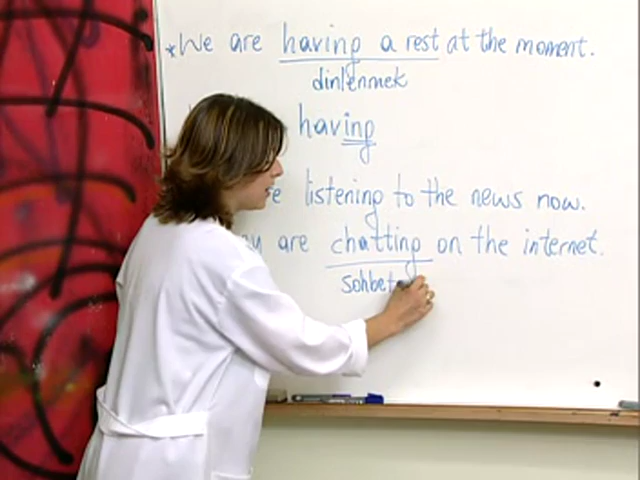 *We are having a rest at the moment.
dinlenmek
having
listening to the news now.
are chatting on the internet.
sohbet